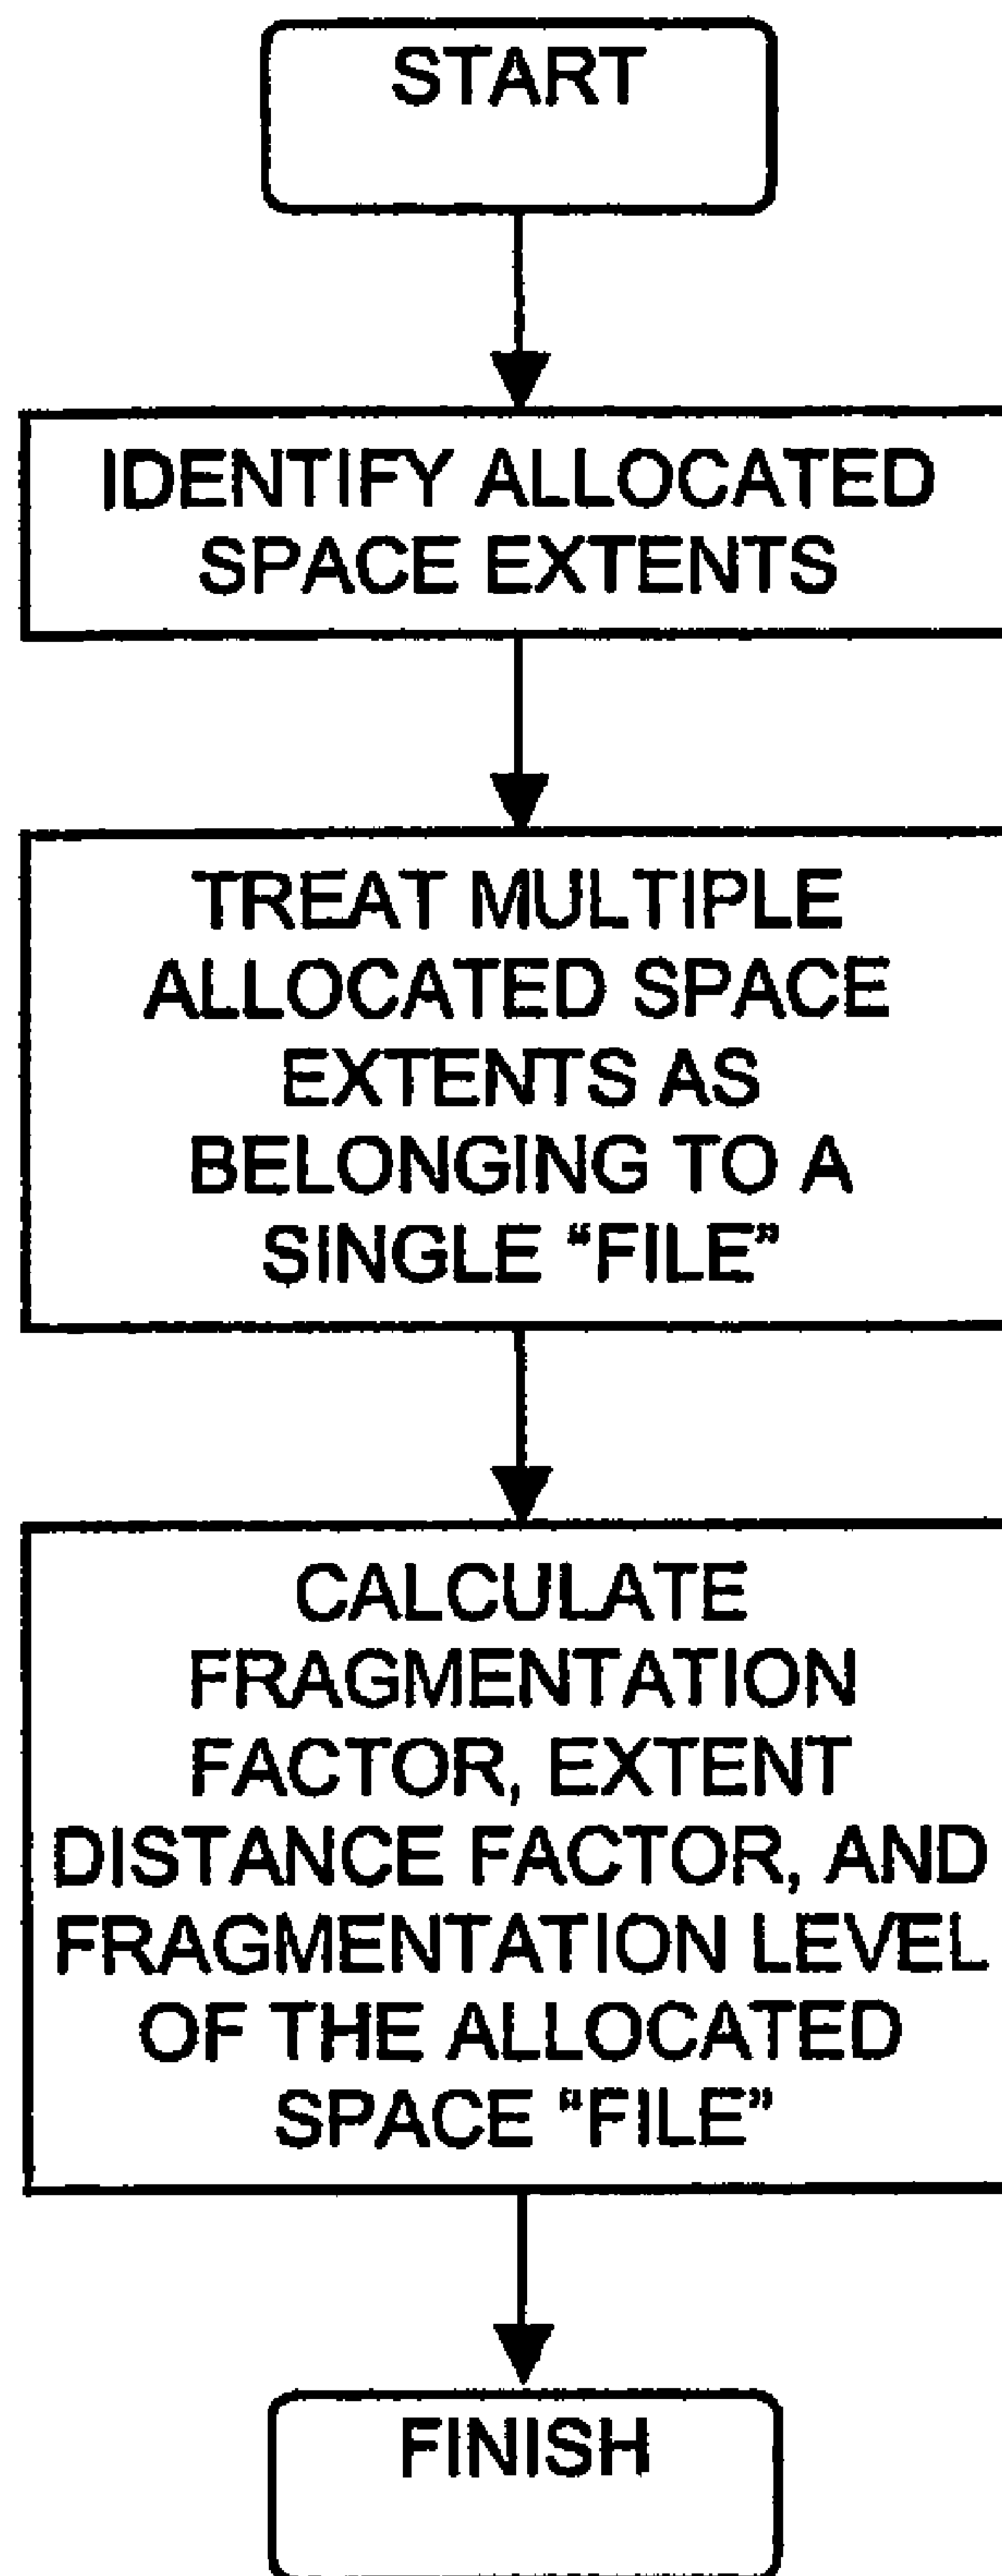 START
IDENTIFY ALLOCATED
SPACE EXTENTS
TREAT MULTIPLE
ALLOCATED SPACE
EXTENTS AS
BELONGING TO A
SINGLE “FILE”
CALCULATE
FRAGMENTATION
FACTOR, EXTENT
DISTANCE FACTOR, AND
FRAGMENTATION LEVEL
OF THE ALLOCATED
SPACE “FILE”
FINISH